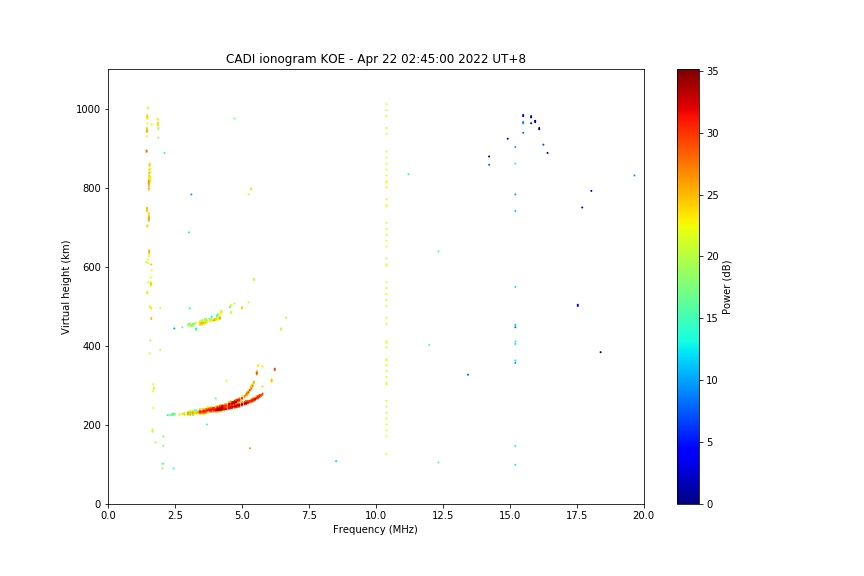 CADI ionogram KOE - Apr 22 02:45:00 2022 UT+8
Virtual height (km)
1000
800
600
400
200
0
0.0 2.5 5.0 7.5 10.0 12.5 15.0 17.5 20.0
Frequency (MHz)
35
30
25
20
15
10
5
0
Power (dB)